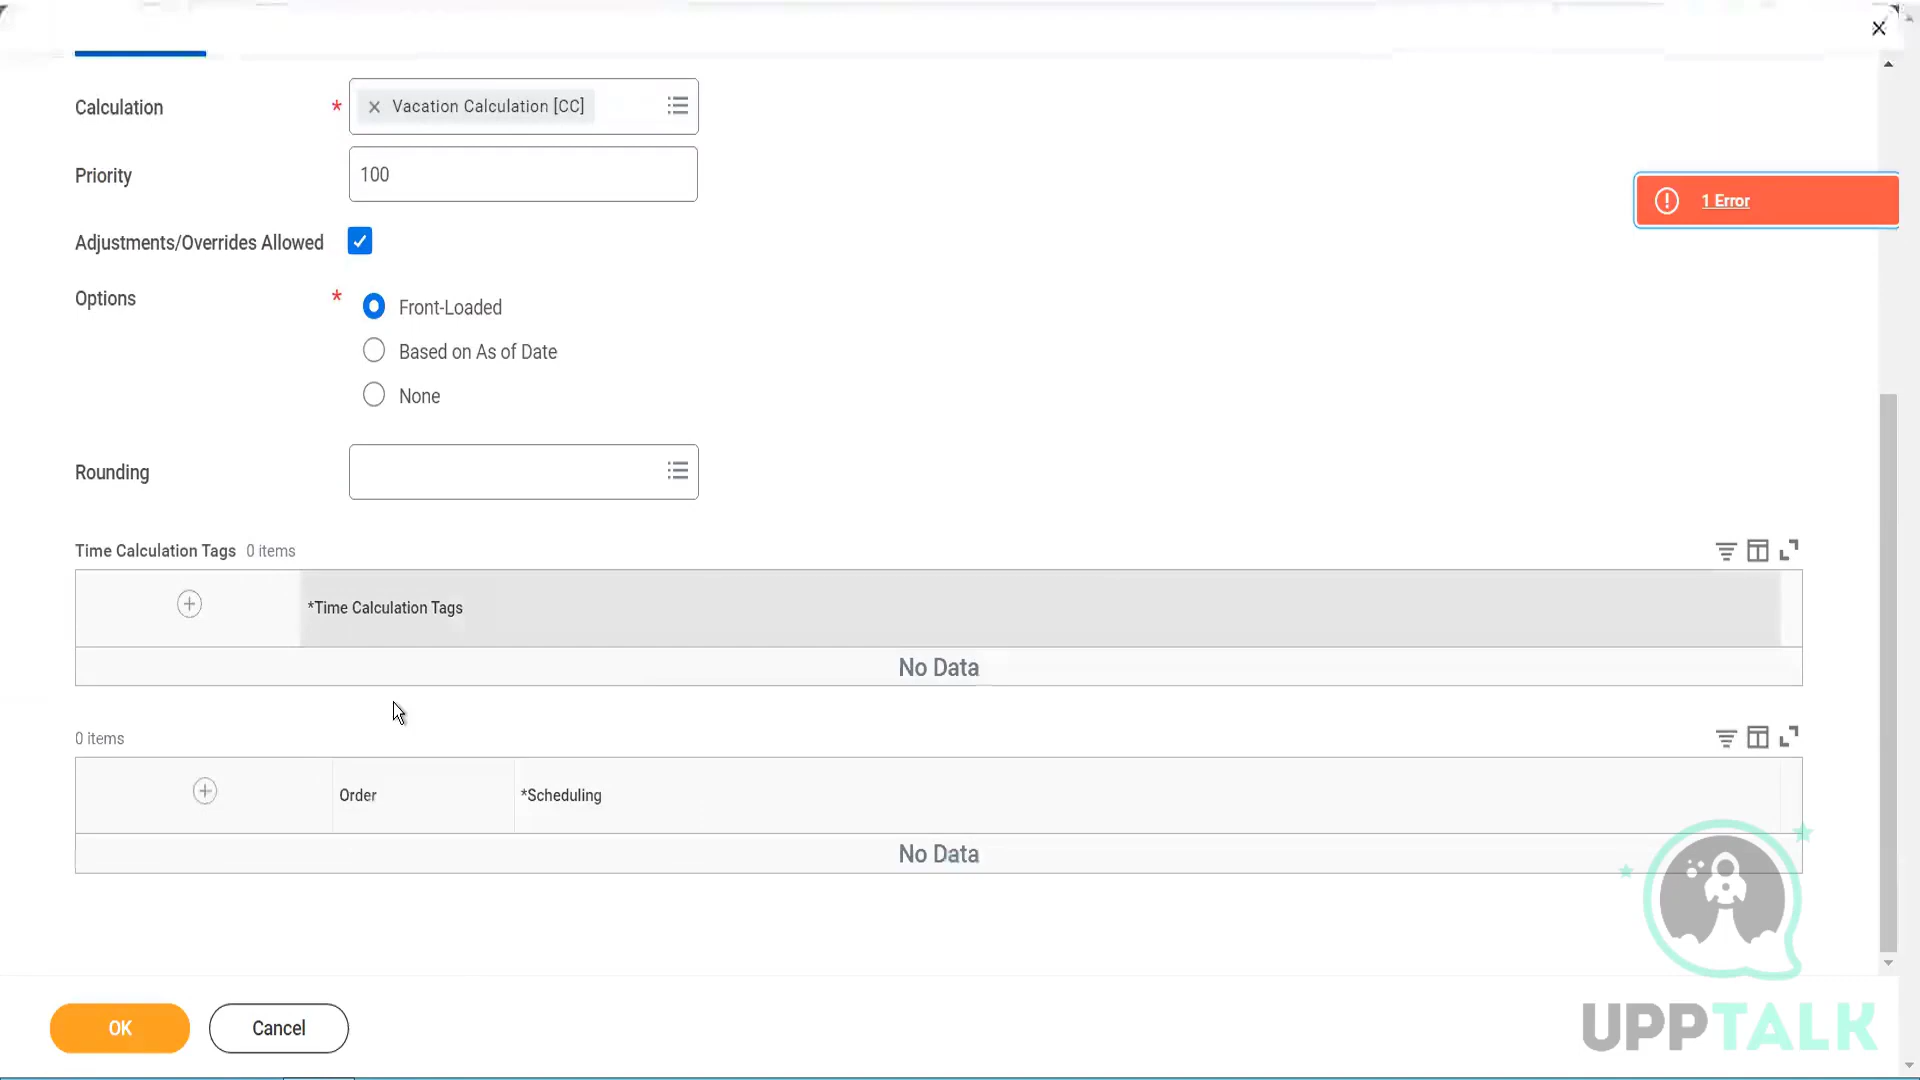 Calculation * Vacation Calculation [CC]
Priority 100
1 Error
Adjustments/Overrides Allowed
Options * Front-Loaded
Based on As of Date
None
Rounding
Time Calculation Tags 0 items
*Time Calculation Tags
No Data
0 items
Order *Scheduling
No Data
OK Cancel
UPPTALK